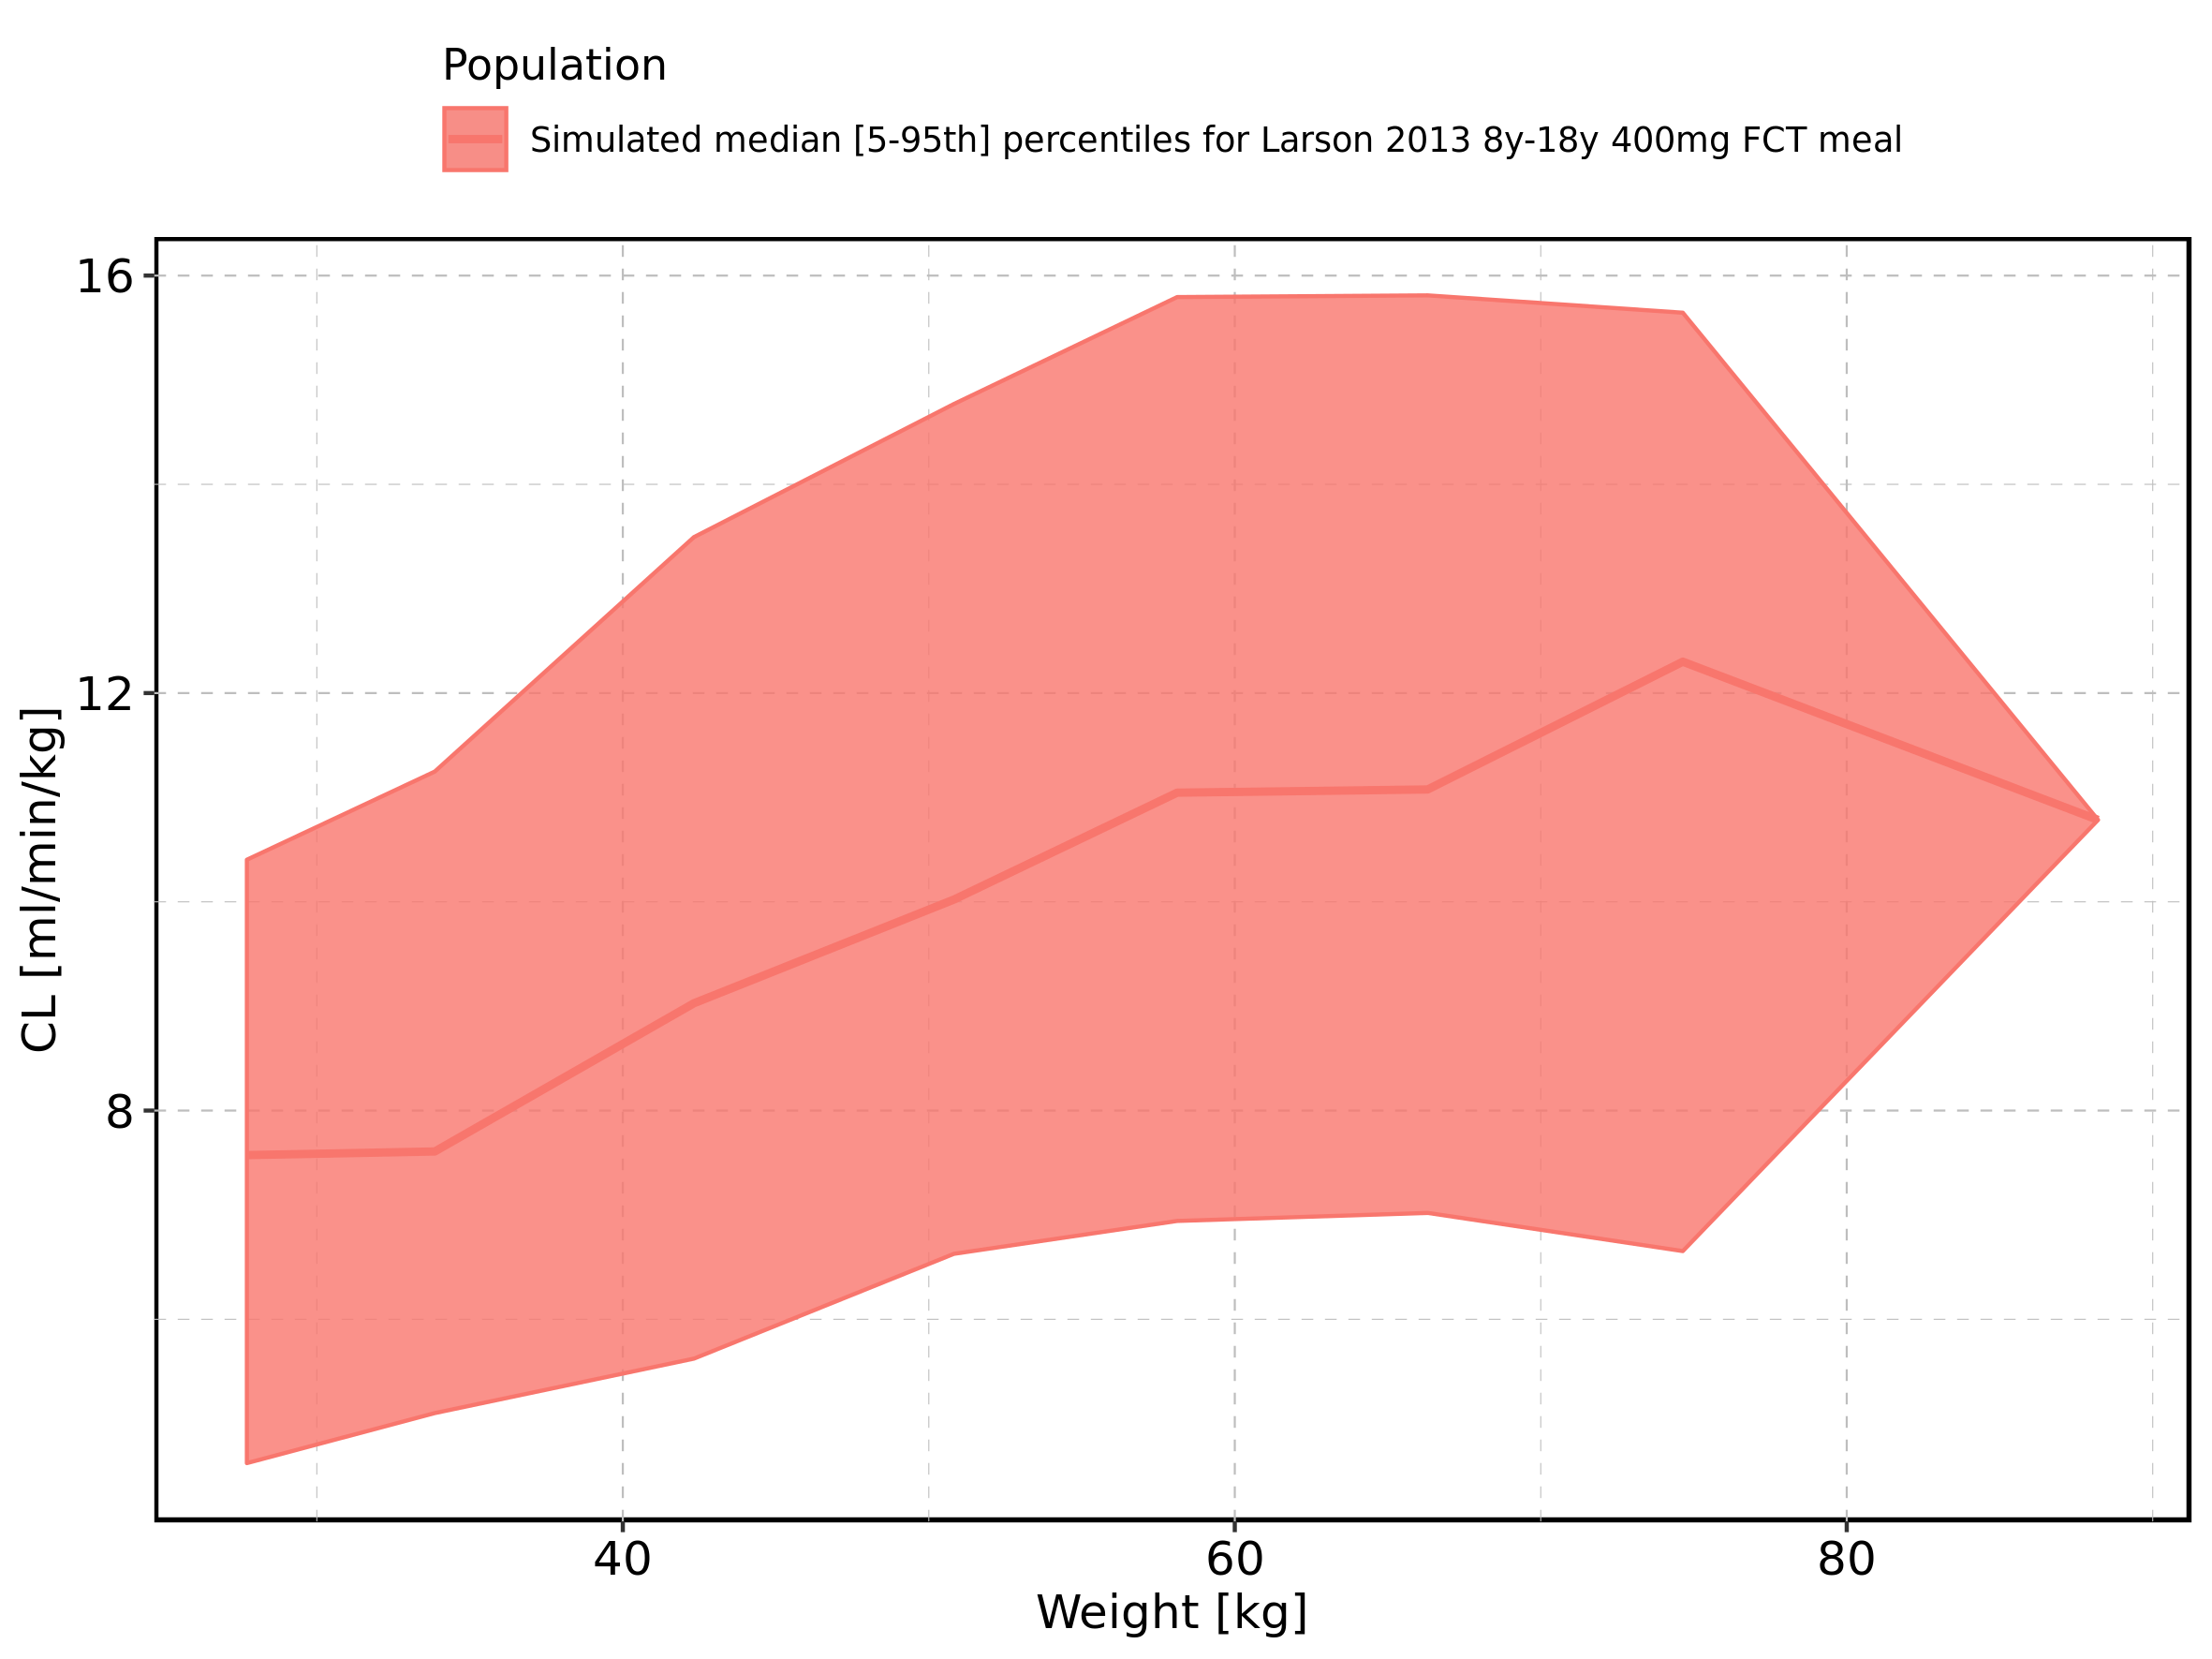 Population
Simulated median [5-95th] percentiles for Larson 2013 8y-18y 400mg FCT meal
16
12
8
CL [ml/min/kg]
40 60 80
Weight [kg]